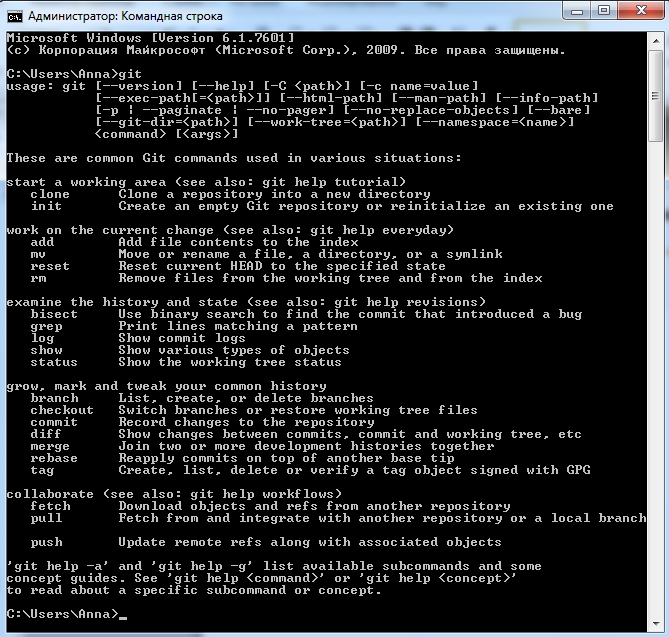 Администратор: Командная строка
Microsoft Windows [Version 6.1.7601]
(c) Корпорация Майкрософт (Microsoft Corp.), 2009. Все права защищены.
C:\Users\Anna>git
usage: git [--version] [--help] [-C <path>] [-c name=value]
[--exec-path[=<path>]] [--html-path] [--man-path] [--info-path]
[-p | --paginate | --no-pager] [--no-replace-objects] [--bare]
[--git-dir=<path>] [--work-tree=<path>] [--namespace=<name>]
<command> [<args>]
These are common Git commands used in various situations:
start a working area (see also: git help tutorial)
clone Clone a repository into a new directory
init Create an empty Git repository or reinitialize an existing one
work on the current change (see also: git help everyday)
add Add file contents to the index
mv Move or rename a file, a directory, or a symlink
reset Reset current HEAD to the specified state
rm Remove files from the working tree and from the index
examine the history and state (see also: git help revisions)
bisect Use binary search to find the commit that introduced a bug
grep Print lines matching a pattern
log Show commit logs
show Show various types of objects
status Show the working tree status
grow, mark and tweak your common history
branch List, create, or delete branches
checkout Switch branches or restore working tree files
commit Record changes to the repository
diff Show changes between commits, commit and working tree, etc
merge Join two or more development histories together
rebase Reapply commits on top of another base tip
tag Create, list, delete or verify a tag object signed with GPG
collaborate (see also: git help workflows)
fetch Download objects and refs from another repository
pull Fetch from and integrate with another repository or a local branch
push Update remote refs along with associated objects
'git help -a' and 'git help -g' list available subcommands and some
concept guides. See 'git help <command>' or 'git help <concept>'
to read about a specific subcommand or concept.
C:\Users\Anna>_